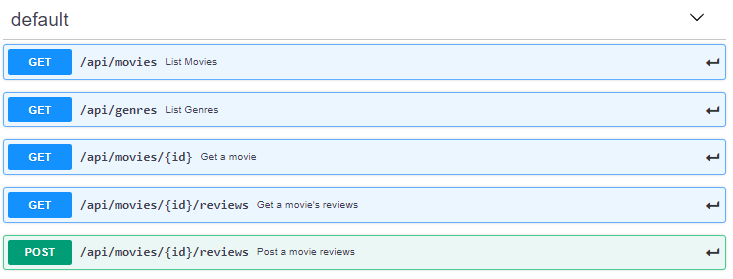 default
GET /api/movies List Movies
GET /api/genres List Genres
GET /api/movies/{id} Get a movie
GET /api/movies/{id}/reviews Get a movie's reviews
POST /api/movies/{id}/reviews Post a movie reviews